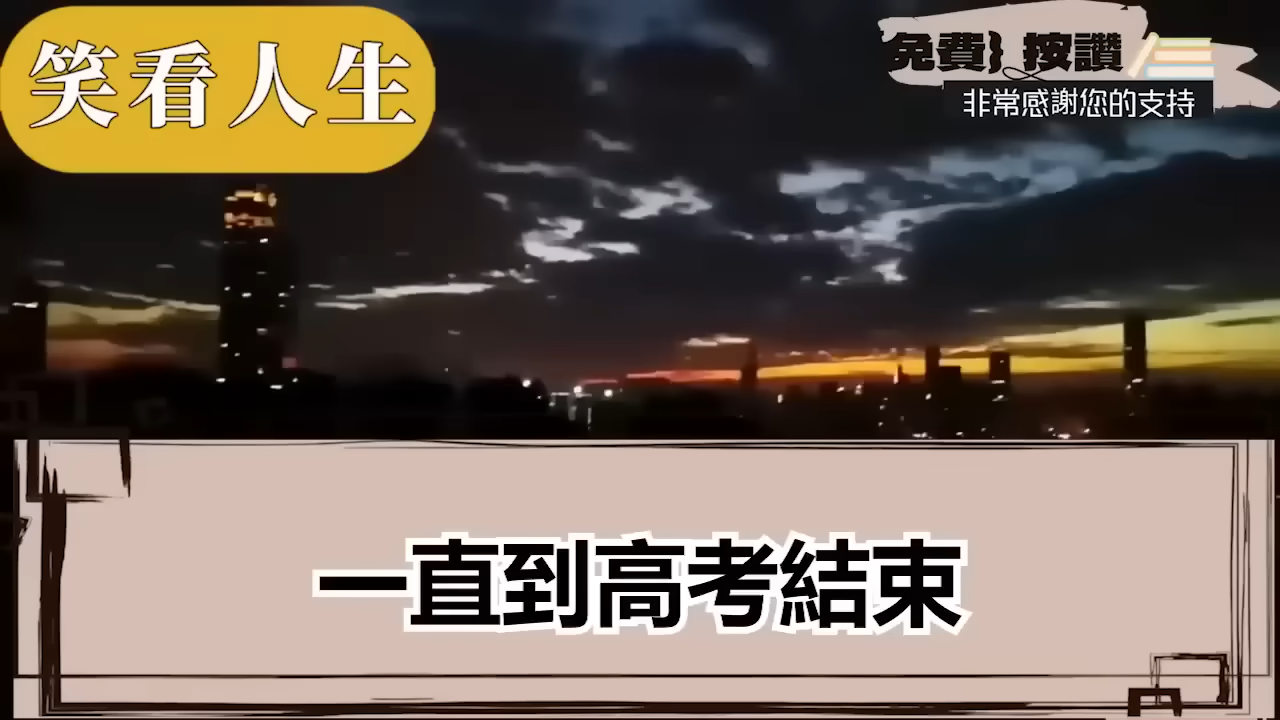 笑看人生
免費 按讚
非常感謝您的支持
一直到高考結束